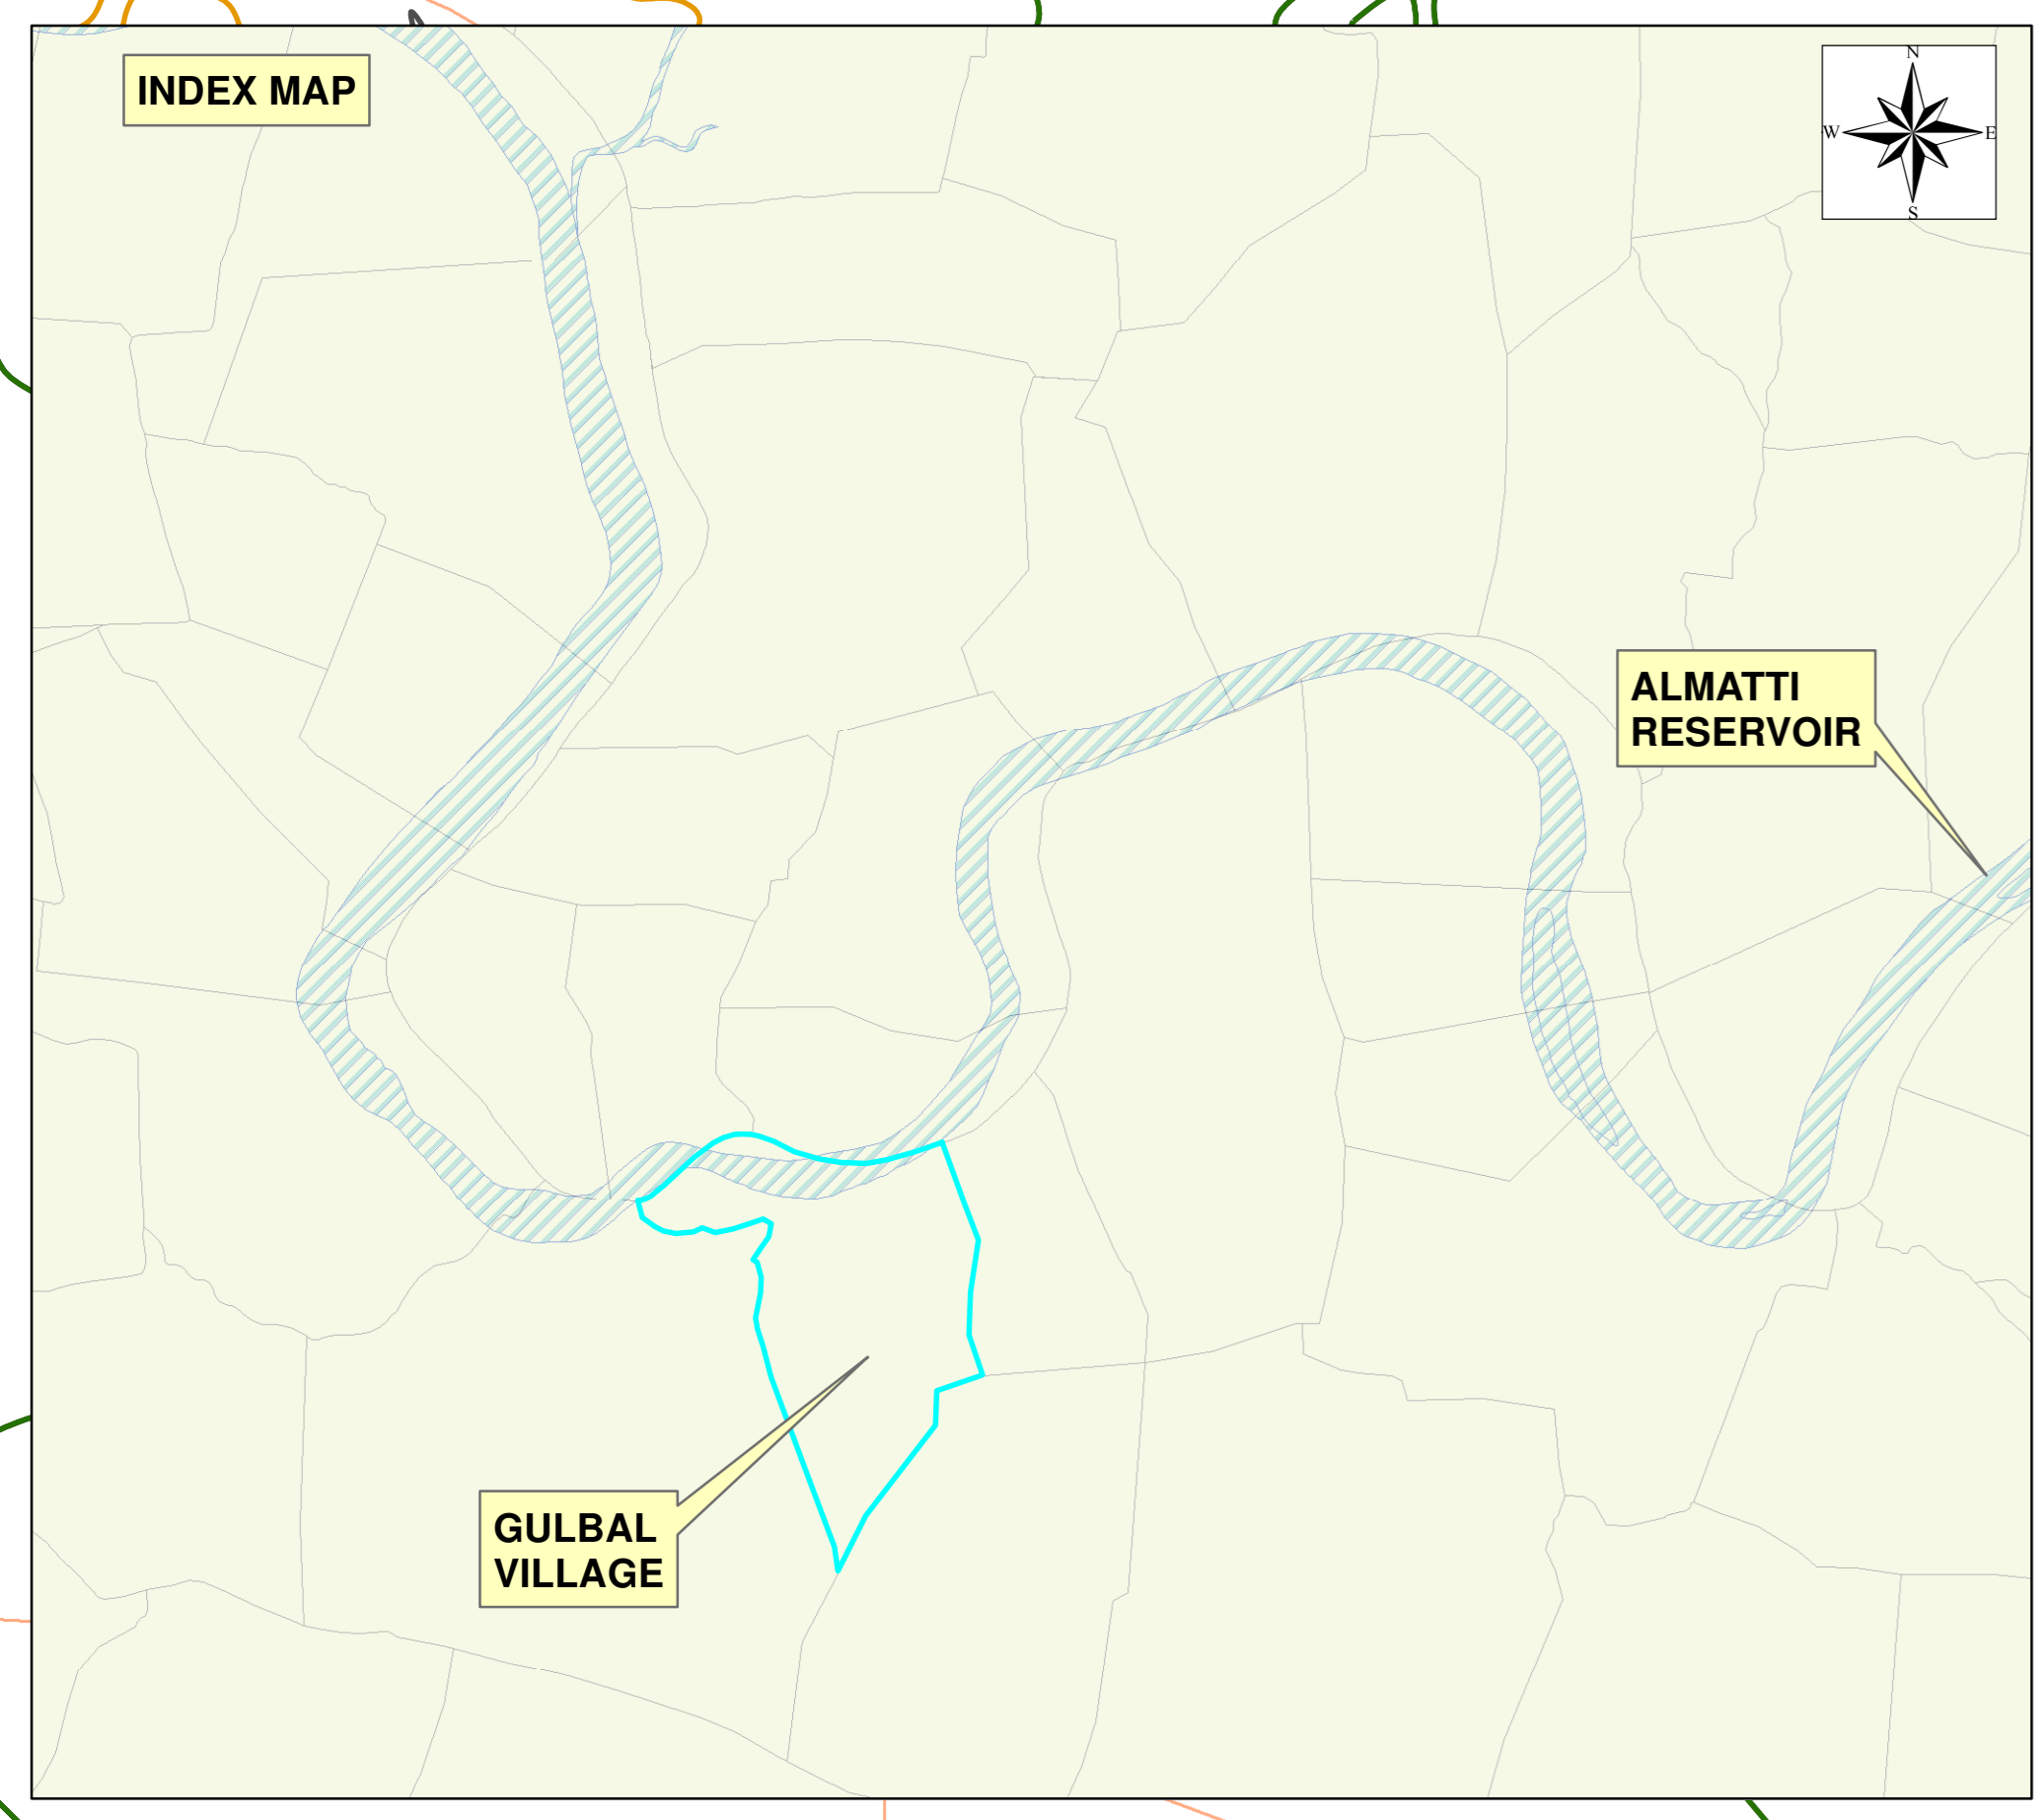 INDEX MAP
N
W
E
S
ALMATTI
RESERVOIR
GULBAL
VILLAGE